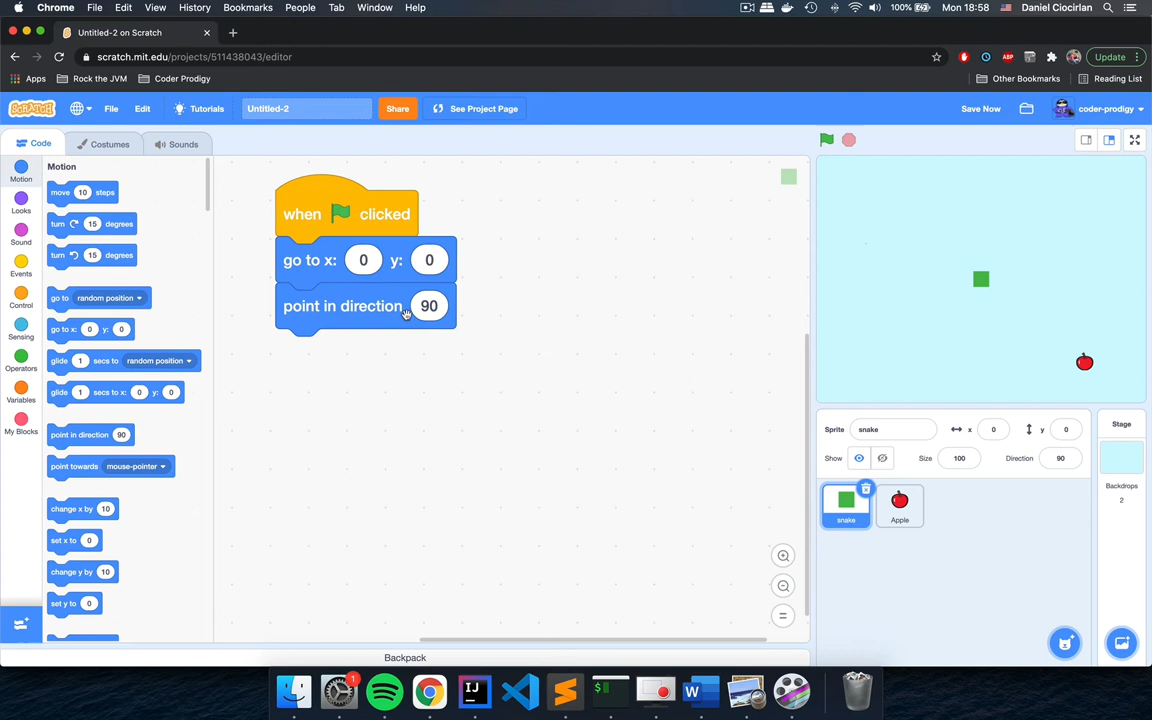 Chrome File Edit View History Bookmarks People Tab Window Help 100% Mon 18:58 Daniel Ciocirlan
Untitled-2 on Scratch
scratch.mit.edu/projects/511438043/editor ABP Update
Apps Rock the JVM Coder Prodigy Other Bookmarks Reading List
SCRATCH File Edit Tutorials Untitled-2 Share See Project Page Save Now coder-prodigy
Code Costumes Sounds
Motion
Looks
Sound
Events
Control
Sensing
Operators
Variables
My Blocks
Motion
move 10 steps
turn 15 degrees
turn 15 degrees
go to random position
go to x: 0 y: 0
glide 1 secs to random position
glide 1 secs to x: 0 y: 0
point in direction 90
point towards mouse-pointer
change x by 10
set x to 0
change y by 10
set y to 0
when clicked
go to x: 0 y: 0
point in direction 90
Sprite snake x 0 y 0
Show Size 100 Direction 90
snake
Apple
Stage
Backdrops
2
Backpack
1
IJ
$
W